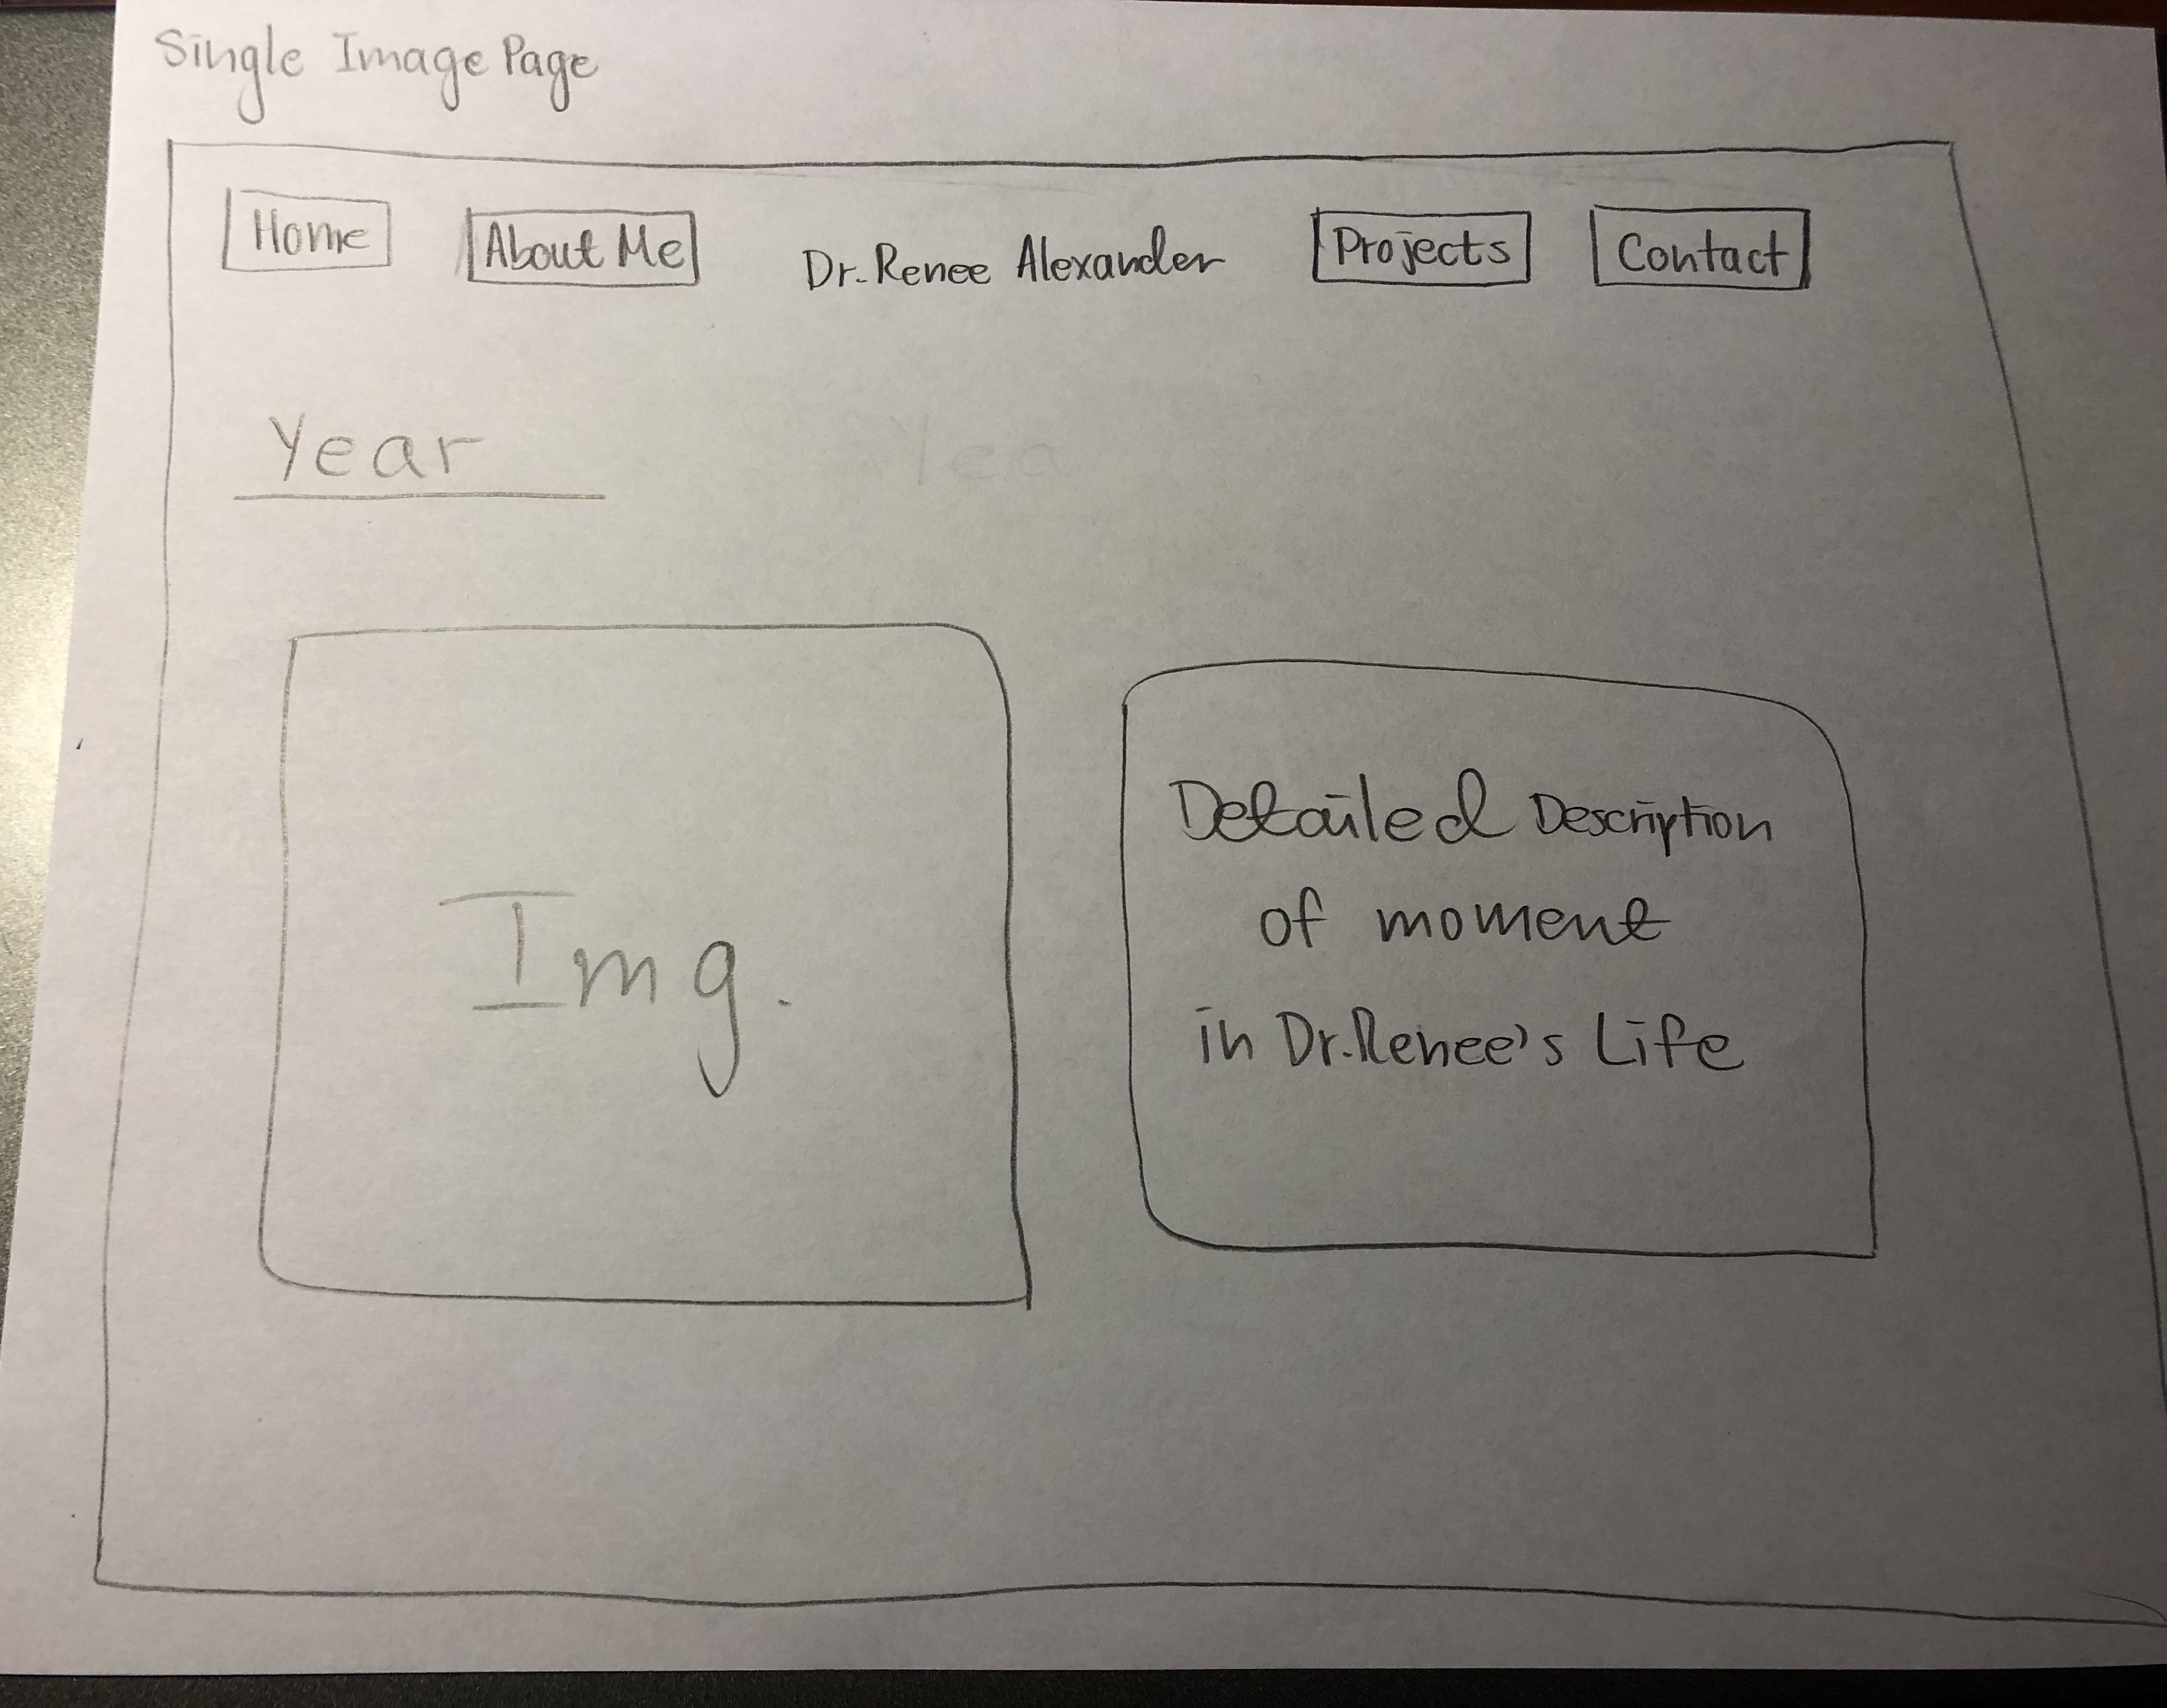 Single Image Page
Home About Me Dr. Renee Alexander Projects Contact
Year Yea
Img.
Detailed Description
of moment
in Dr. Renee's Life